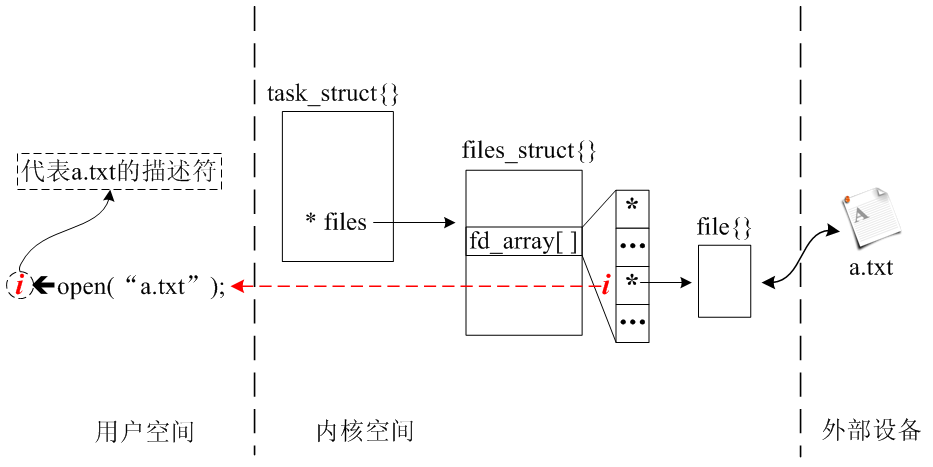 task_struct{}
files_struct{}
代表a.txt的描述符
*
* files
file{}
fd_array[ ]
•••
A
a.txt
i
open( “a.txt” );
i
*
•••
用户空间
内核空间
外部设备